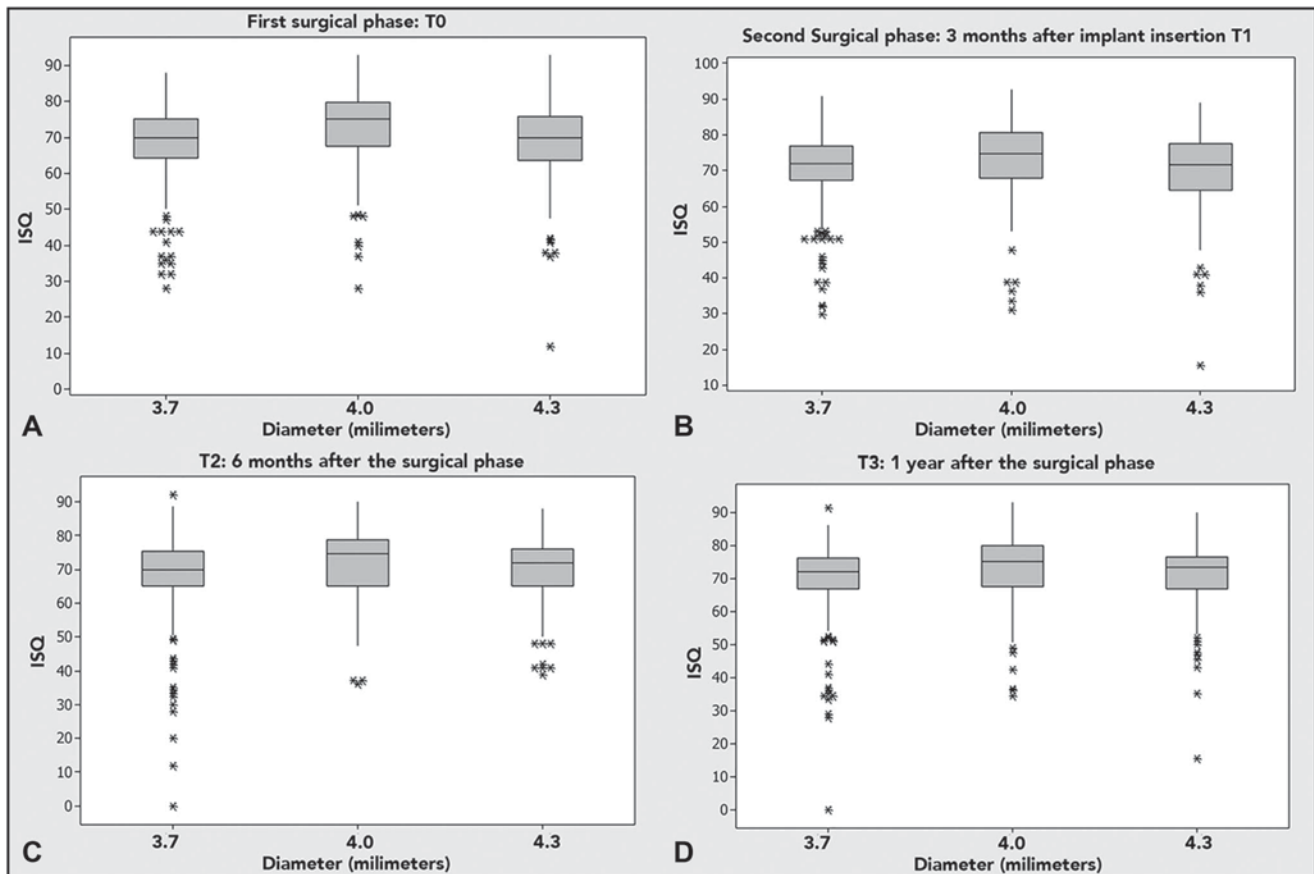 First surgical phase: T0
90
80
70
60
50
40
30
20
10
0
ISQ
3.7 4.0 4.3
Diameter (milimeters)
A
Second Surgical phase: 3 months after implant insertion T1
100
90
80
70
60
50
40
30
20
10
ISQ
3.7 4.0 4.3
Diameter (milimeters)
B
T2: 6 months after the surgical phase
90
80
70
60
50
40
30
20
10
0
ISQ
3.7 4.0 4.3
Diameter (milimeters)
C
T3: 1 year after the surgical phase
90
80
70
60
50
40
30
20
10
0
ISQ
3.7 4.0 4.3
Diameter (milimeters)
D